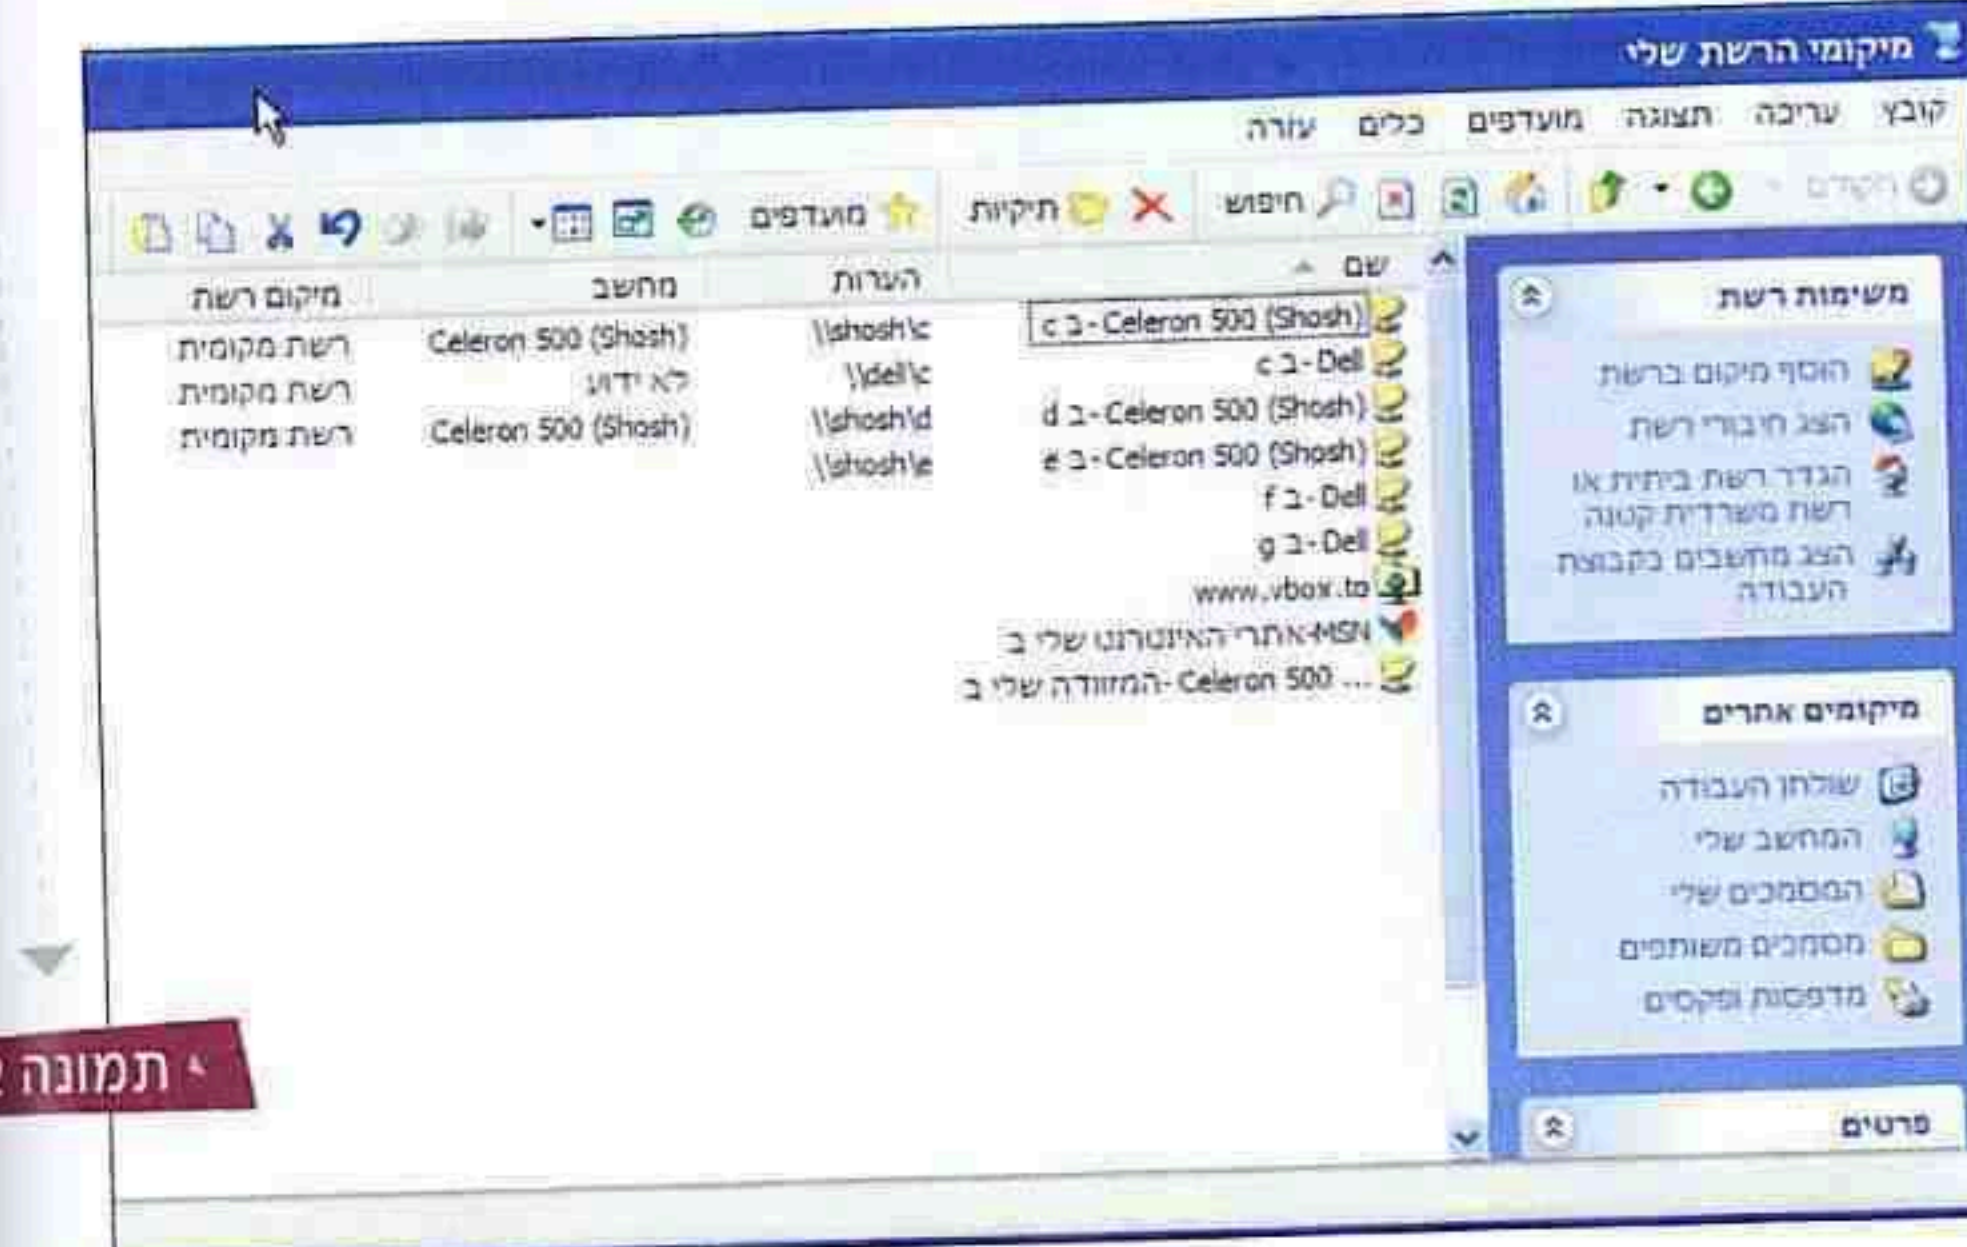 מיקומי הרשת שלי
קובץ עריכה תצוגה מועדפים כלים עזרה
הקודם חיפוש תיקיות מועדפים
שם הערות מחשב מיקום רשת
c ב- Celeron 500 (Shosh) \\shosh\c Celeron 500 (Shosh) רשת מקומית
c ב- Dell \\dell\c לא ידוע רשת מקומית
d ב- Celeron 500 (Shosh) \\shosh\d Celeron 500 (Shosh) רשת מקומית
e ב- Celeron 500 (Shosh) \\shosh\e
f ב- Dell
g ב- Dell
www.vbox.to
אתרי האינטרנט שלי ב-MSN
המזוודה שלי ב- Celeron 500 ...
משימות רשת
הוסף מיקום ברשת
הצג חיבורי רשת
הגדר רשת ביתית או
רשת משרדית קטנה
הצג מחשבים בקבוצת
העבודה
מיקומים אחרים
שולחן העבודה
המחשב שלי
המסמכים שלי
מסמכים משותפים
מדפסות ופקסים
פרטים
תמונה